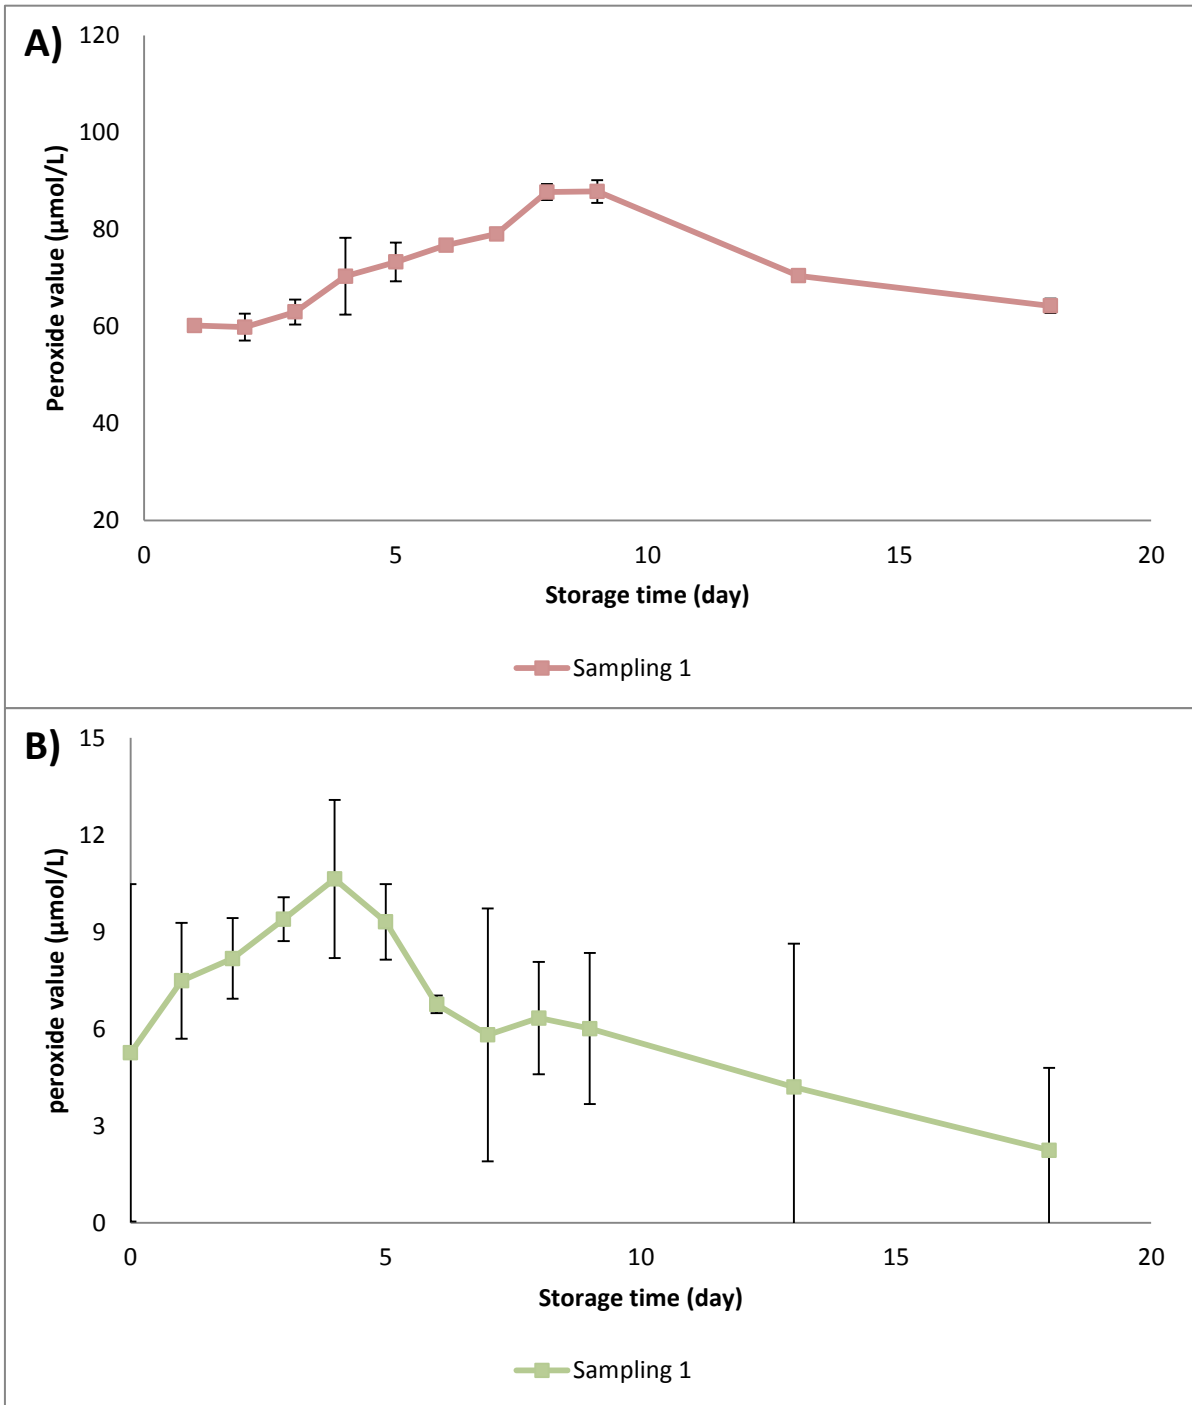 A)
120
100
80
60
40
20
Peroxide value (µmol/L)
0 5 10 15 20
Storage time (day)
Sampling 1
B)
15
12
9
6
3
0
peroxide value (µmol/L)
0 5 10 15 20
Storage time (day)
Sampling 1